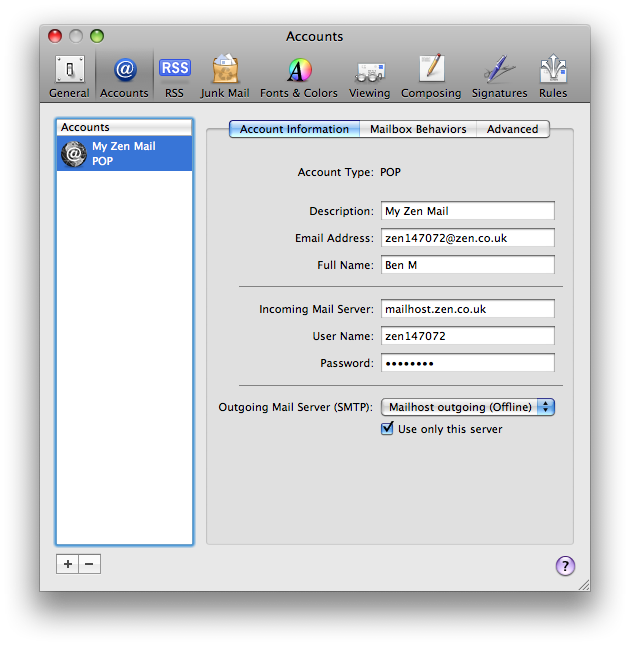 Accounts
General Accounts RSS Junk Mail Fonts & Colors Viewing Composing Signatures Rules
RSS
Accounts
My Zen Mail
POP
Account Information Mailbox Behaviors Advanced
Account Type: POP
Description: My Zen Mail
Email Address: zen147072@zen.co.uk
Full Name: Ben M
Incoming Mail Server: mailhost.zen.co.uk
User Name: zen147072
Password: ••••••••
Outgoing Mail Server (SMTP): Mailhost outgoing (Offline)
Use only this server
+ −
?